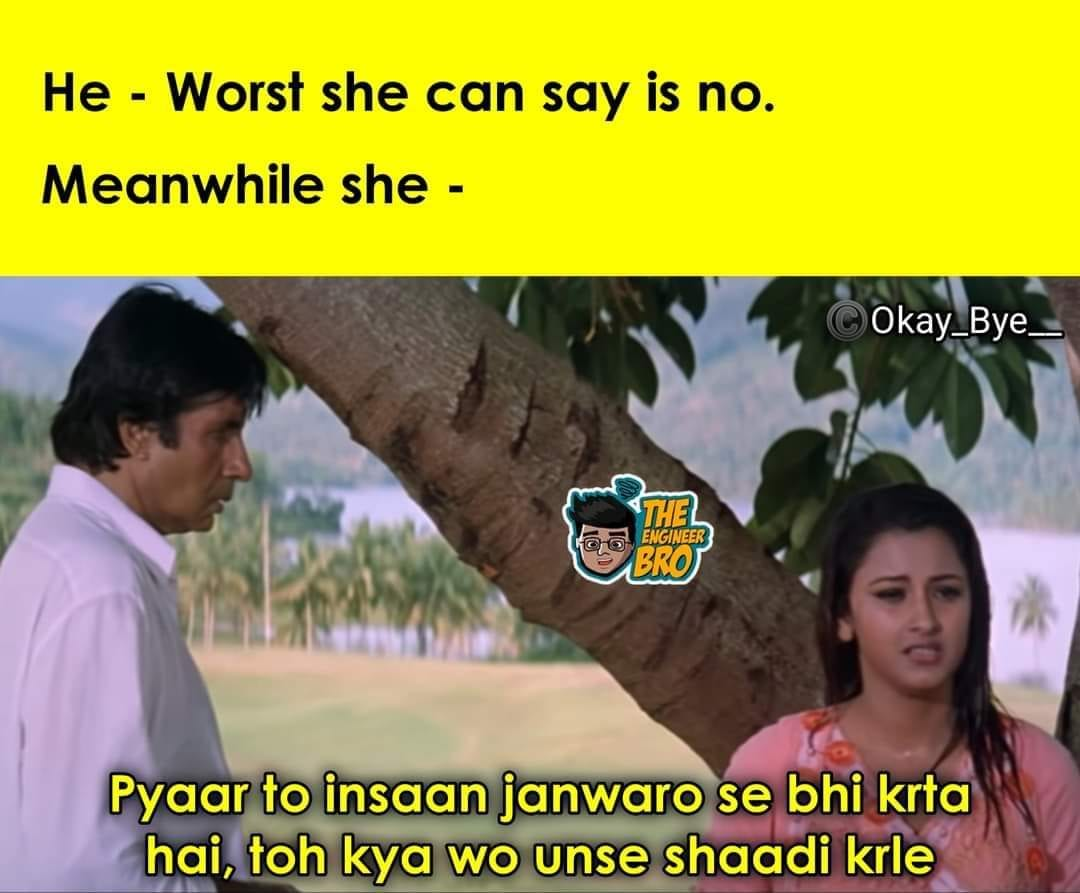 He - Worst she can say is no.
Meanwhile she -
©Okay_Bye__
THE
ENGINEER
BRO
Pyaar to insaan janwaro se bhi krta
hai, toh kya wo unse shaadi krle